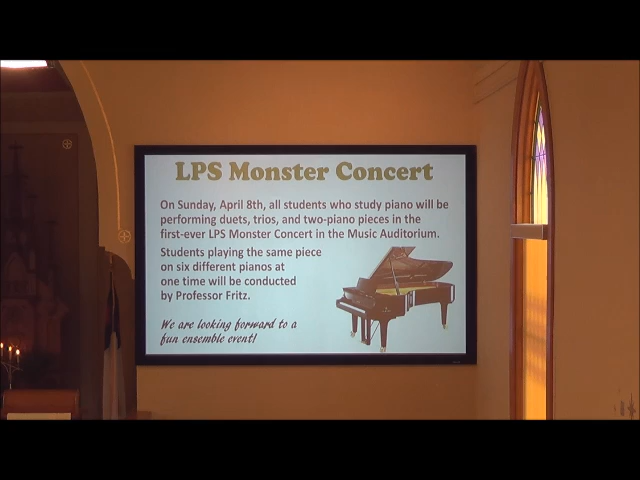 LPS Monster Concert
On Sunday, April 8th, all students who study piano will be
performing duets, trios, and two-piano pieces in the
first-ever LPS Monster Concert in the Music Auditorium.
Students playing the same piece
on six different pianos at
one time will be conducted
by Professor Fritz.
We are looking forward to a
fun ensemble event!